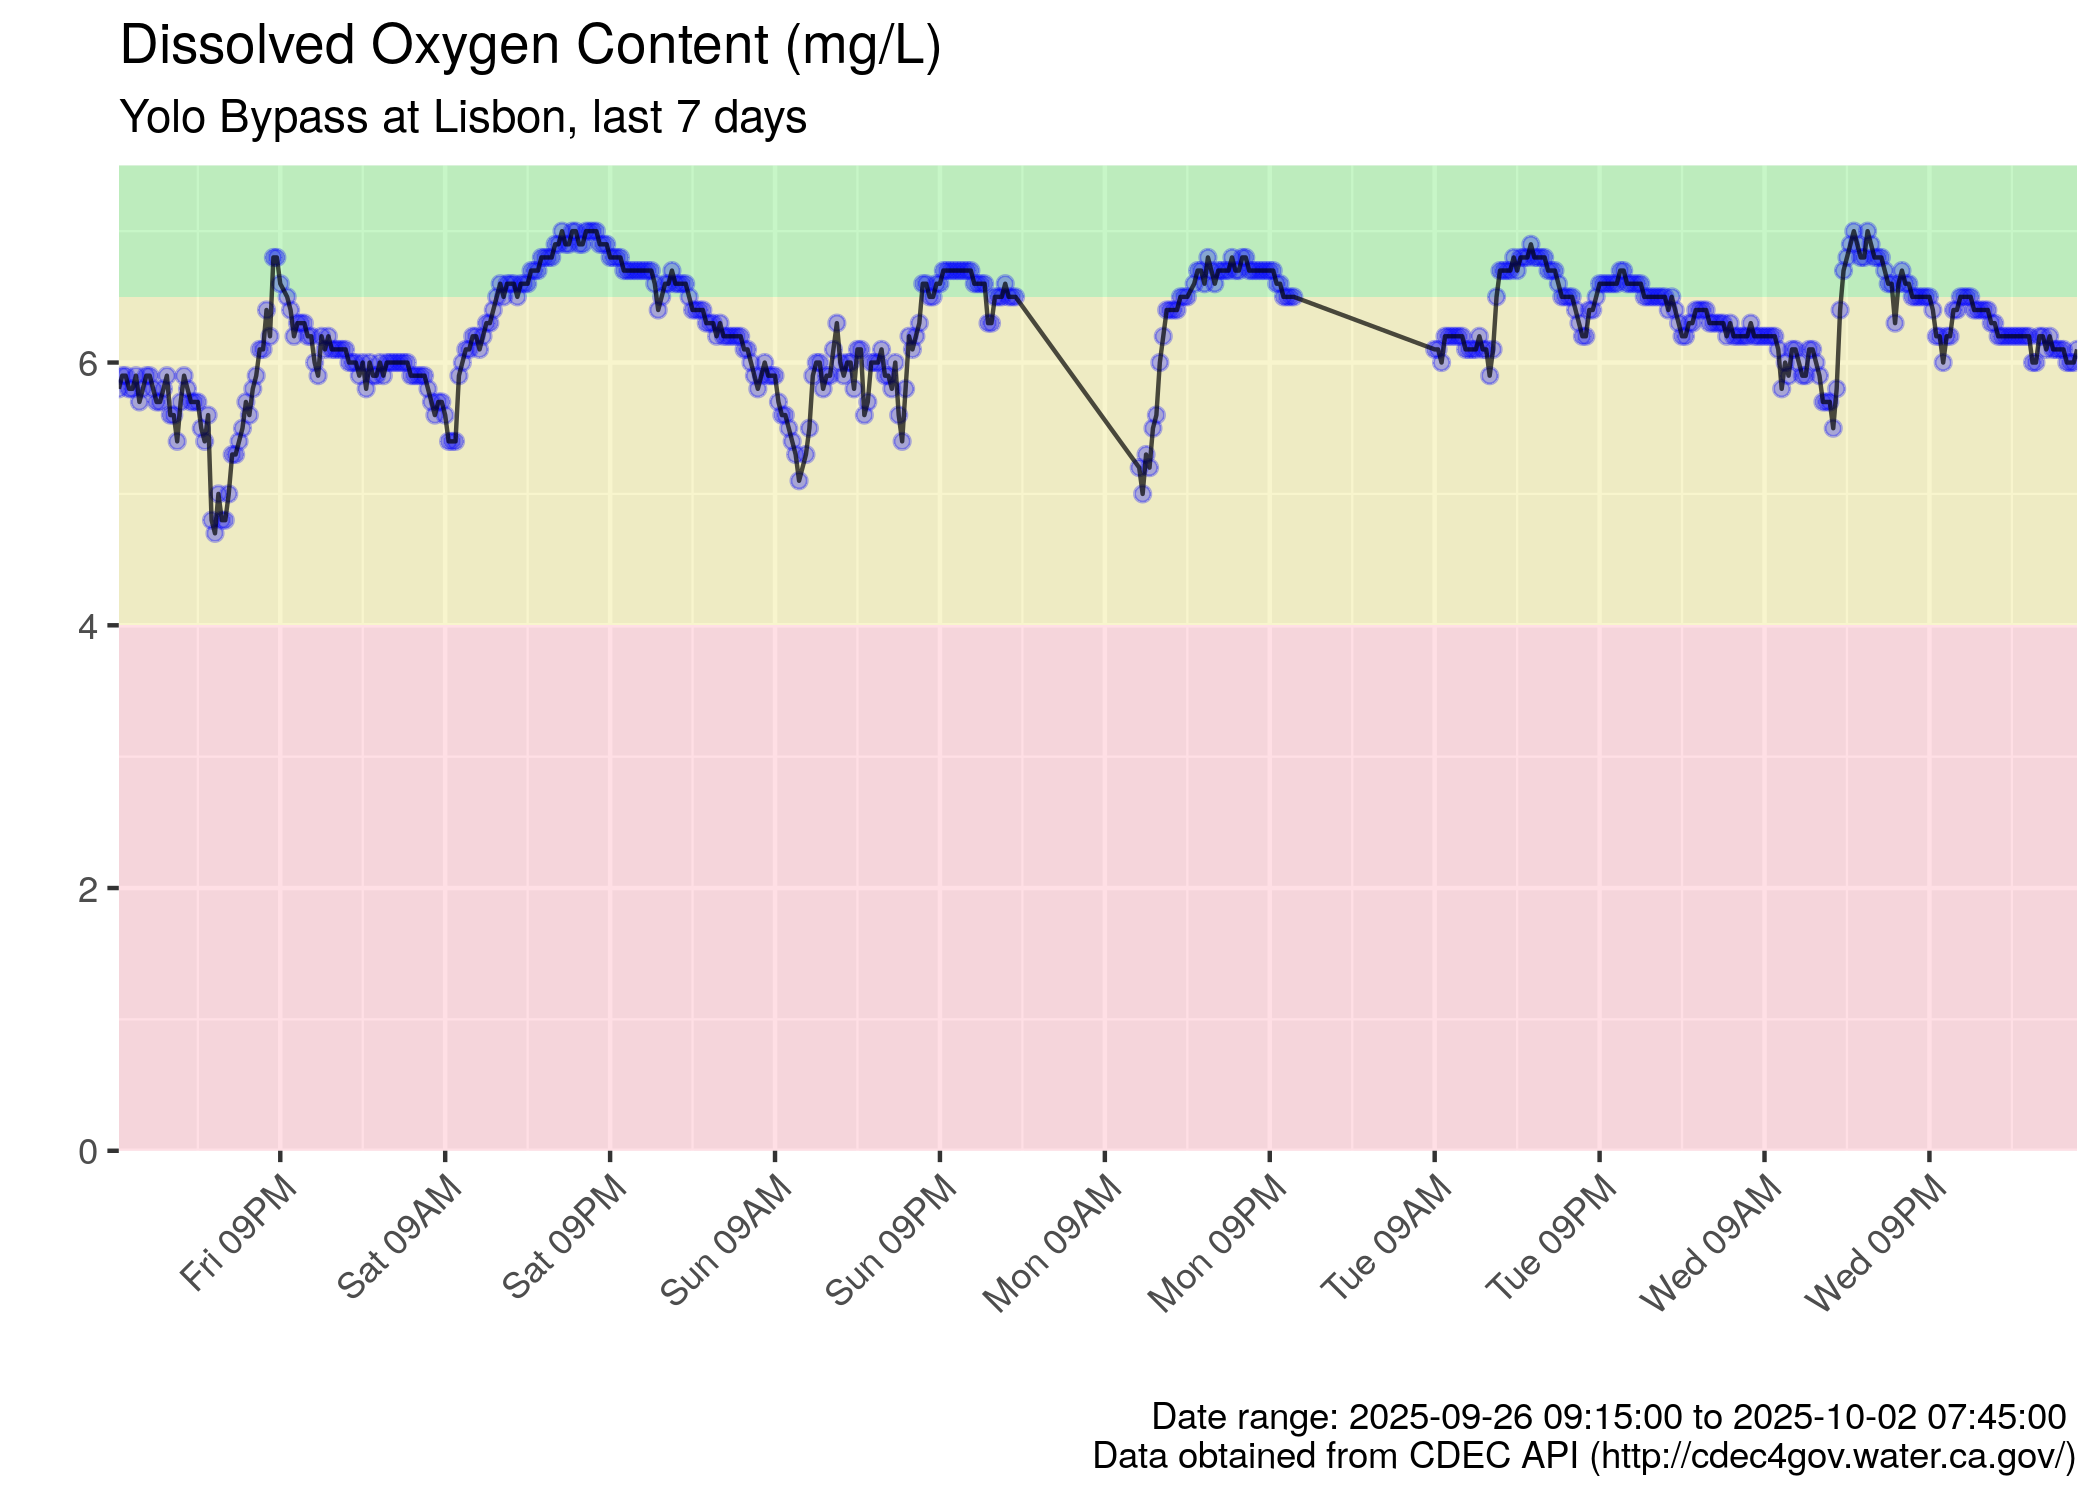 Dissolved Oxygen Content (mg/L)
Yolo Bypass at Lisbon, last 7 days
6
4
2
0
Fri 09PM
Sat 09AM
Sat 09PM
Sun 09AM
Sun 09PM
Mon 09AM
Mon 09PM
Tue 09AM
Tue 09PM
Wed 09AM
Wed 09PM
Date range: 2025-09-26 09:15:00 to 2025-10-02 07:45:00
Data obtained from CDEC API (http://cdec4gov.water.ca.gov/)